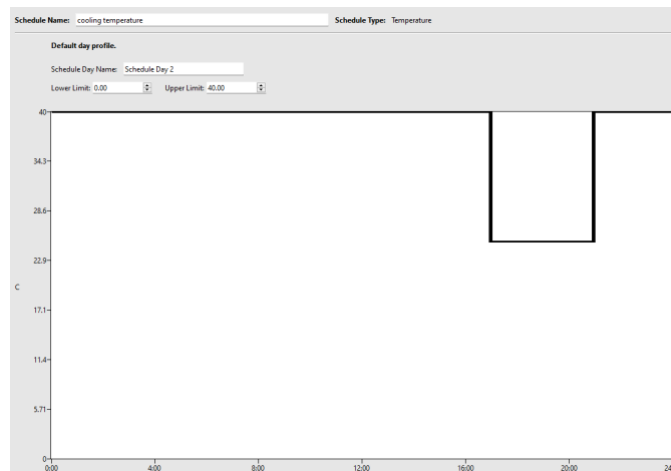 Schedule Name: cooling temperature Schedule Type: Temperature
Default day profile.
Schedule Day Name: Schedule Day 2
Lower Limit: 0.00 Upper Limit: 40.00
40
34.3
28.6
22.9
C
17.1
11.4
5.71
0
0:00 4:00 8:00 12:00 16:00 20:00